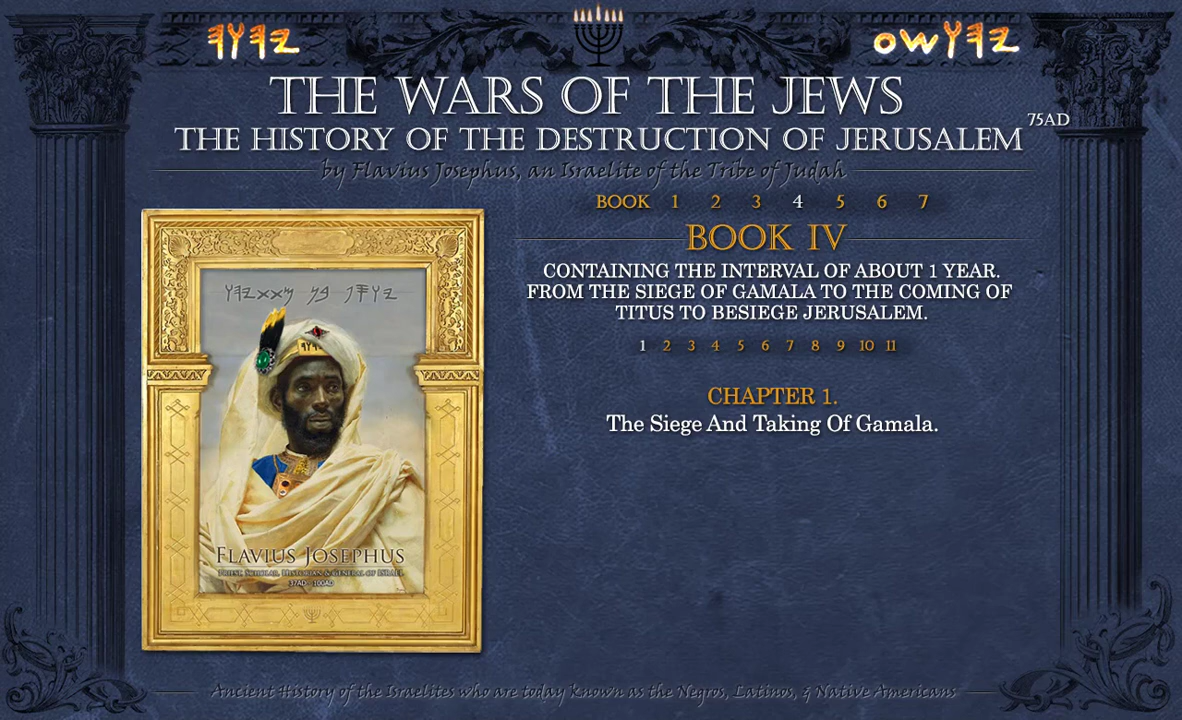 𐤉𐤄𐤅𐤄
𐤉𐤄𐤅𐤔𐤏
THE WARS OF THE JEWS
THE HISTORY OF THE DESTRUCTION OF JERUSALEM 75AD
by Flavius Josephus, an Israelite of the Tribe of Judah
BOOK 1 2 3 4 5 6 7
BOOK IV
CONTAINING THE INTERVAL OF ABOUT 1 YEAR.
FROM THE SIEGE OF GAMALA TO THE COMING OF
TITUS TO BESIEGE JERUSALEM.
1 2 3 4 5 6 7 8 9 10 11
CHAPTER 1.
The Siege And Taking Of Gamala.
𐤉𐤅𐤎𐤐 𐤁𐤍 𐤌𐤕𐤕𐤉𐤄𐤅
FLAVIUS JOSEPHUS
PRIEST, SCHOLAR, HISTORIAN & GENERAL OF ISRAEL
37AD - 100AD
Ancient History of the Israelites who are today known as the Negros, Latinos, & Native Americans